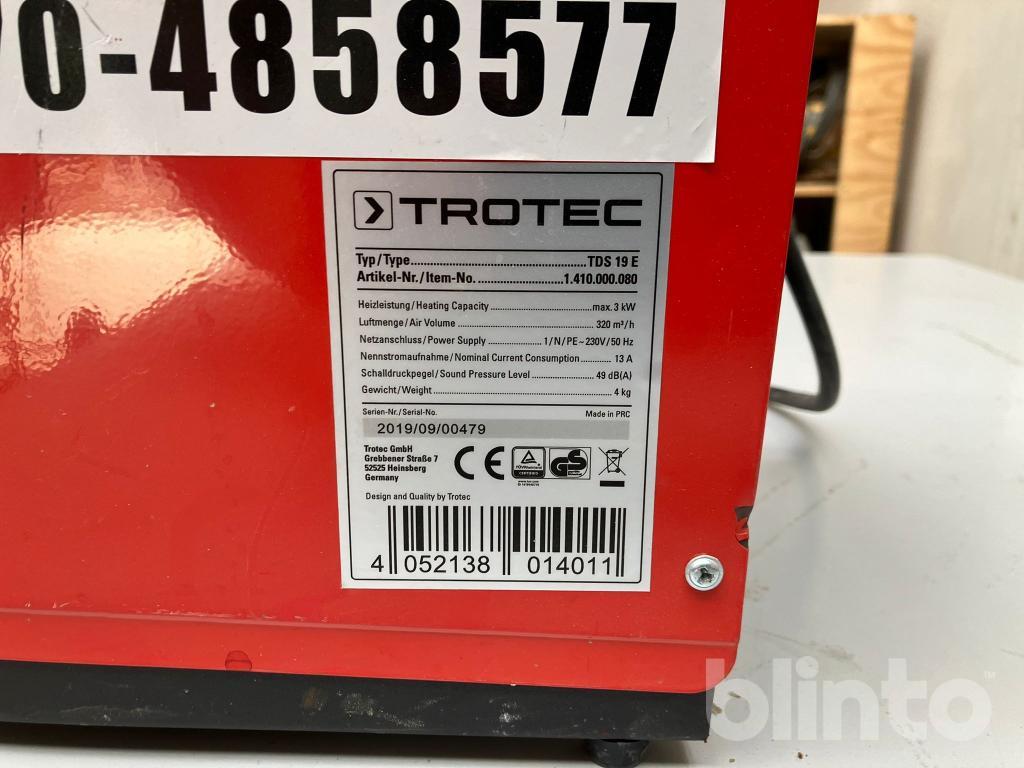 0-4858577
TROTEC
Typ/Type..........TDS 19 E
Artikel-Nr./Item-No. ..........1.410.000.080
Heizleistung/Heating Capacity ..........max. 3 kW
Luftmenge/Air Volume .......... 320 m³/h
Netzanschluss/Power Supply .......... 1/N/PE~230V/50 Hz
Nennstromaufnahme/Nominal Current Consumption .......... 13 A
Schalldruckpegel/Sound Pressure Level .......... 49 dB(A)
Gewicht/Weight .......... 4 kg
Serien-Nr./Serial-No. Made in PRC
2019/09/00479
Trotec GmbH
Grebbener Straße 7
52525 Heinsberg
Germany
CE TÜVRheinland CERTIFIED GS
Design and Quality by Trotec
4 052138 014011
blinto™